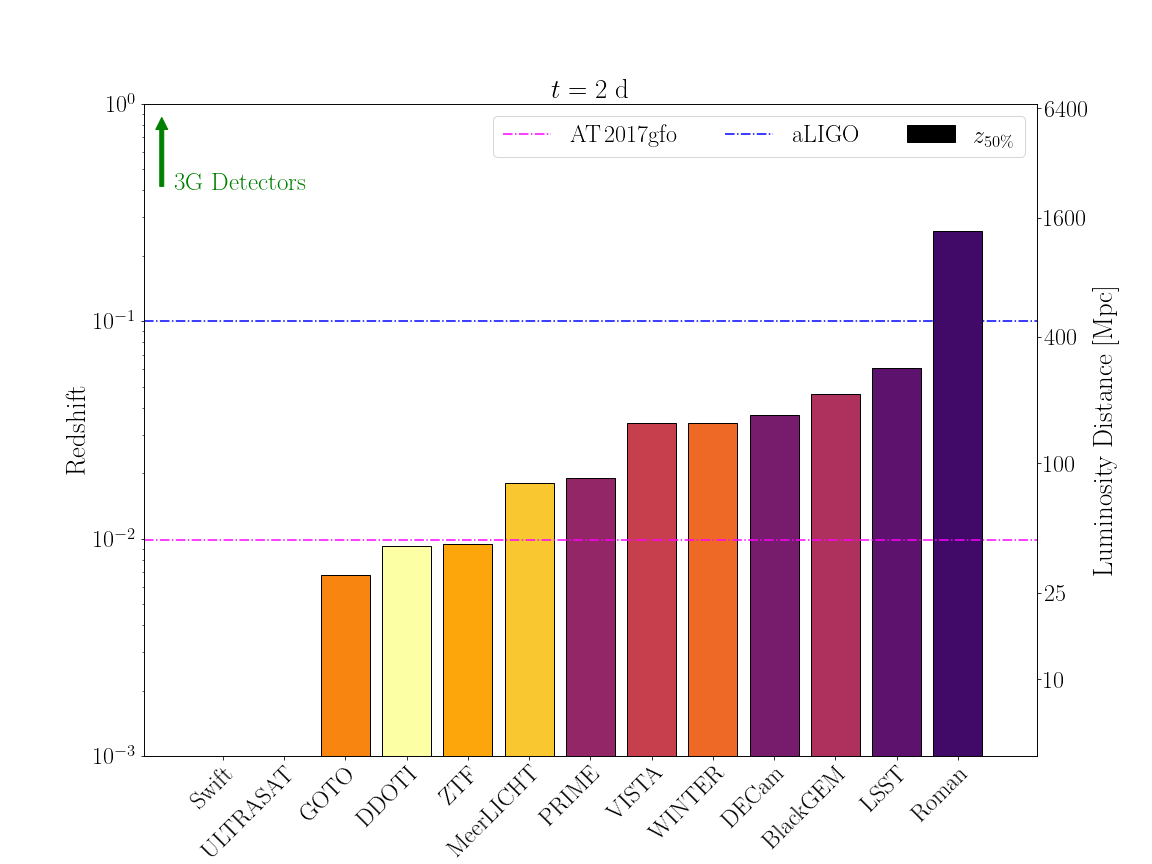 t = 2 d
AT 2017gfo
aLIGO
z50%
3G Detectors
Redshift
10^0
10^−1
10^−2
10^−3
Luminosity Distance [Mpc]
6400
1600
400
100
25
10
Swift
ULTRASAT
GOTO
DDOTI
ZTF
MeerLICHT
PRIME
VISTA
WINTER
DECam
BlackGEM
LSST
Roman